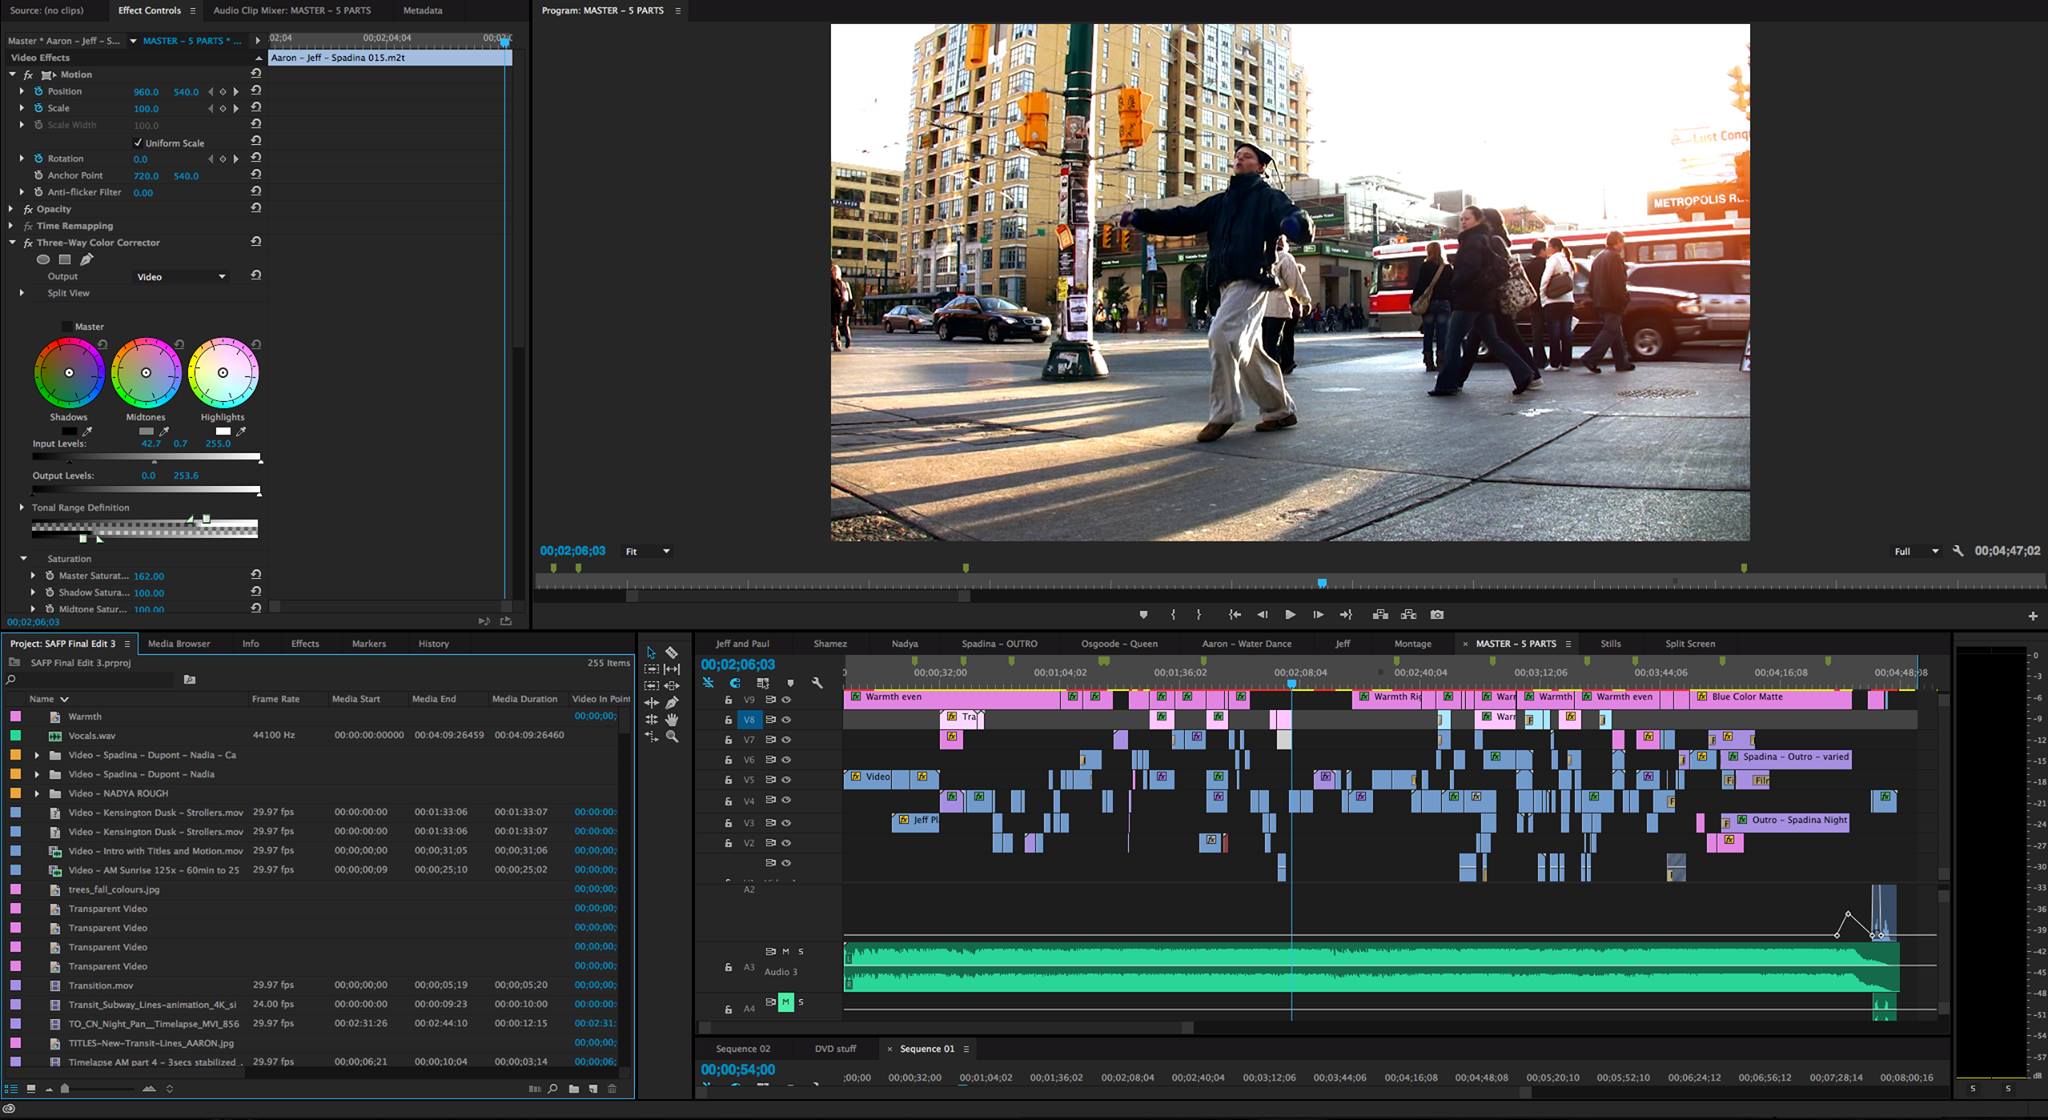 Source: (no clips)
Effect Controls
Audio Clip Mixer: MASTER – 5 PARTS
Metadata
Master * Aaron – Jeff – S...
MASTER – 5 PARTS * ...
;02;04
00;02;04;04
00;02;0
Video Effects
Aaron – Jeff – Spadina 015.m2t
fx Motion
Position 960.0 540.0
Scale 100.0
Scale Width 100.0
Uniform Scale
Rotation 0.0
Anchor Point 720.0 540.0
Anti-flicker Filter 0.00
fx Opacity
fx Time Remapping
fx Three-Way Color Corrector
Output Video
Split View
Master
Shadows Midtones Highlights
Input Levels: 42.7 0.7 255.0
Output Levels: 0.0 253.6
Tonal Range Definition
Saturation
Master Saturat... 162.00
Shadow Satura... 100.00
Midtone Satur... 100.00
00;02;06;03
Program: MASTER – 5 PARTS
METROPOLIS R
00;02;06;03
Fit
Full
00;04;47;02
Project: SAFP Final Edit 3
Media Browser
Info
Effects
Markers
History
SAFP Final Edit 3.prproj
255 Items
Name Frame Rate Media Start Media End Media Duration Video In Point
Warmth 00;00;00;
Vocals.wav 44100 Hz 00:00:00:00000 00:04:09:26459 00:04:09:26460
Video – Spadina – Dupont – Nadia – Ca
Video – Spadina – Dupont – Nadia
Video – NADYA ROUGH
Video – Kensington Dusk – Strollers.mov 29.97 fps 00:00:00:00 00:01:33:06 00:01:33:07 00:00:00:
Video – Kensington Dusk – Strollers.mov 29.97 fps 00:00:00:00 00:01:33:06 00:01:33:07 00:00:00:
Video – Intro with Titles and Motion.mov 29.97 fps 00;00;00;00 00;00;31;05 00;00;31;06 00;00;00;
Video – AM Sunrise 125x – 60min to 25 29.97 fps 00;00;00;09 00;00;25;10 00;00;25;02 00;00;00;
trees_fall_colours.jpg 00;00;00;
Transparent Video 00;00;00;
Transparent Video 00;00;00;
Transparent Video 00;00;00;
Transparent Video 00;00;00;
Transition.mov 29.97 fps 00;00;00;00 00;00;05;19 00;00;05;20 00;00;00;
Transit_Subway_Lines-animation_4K_si 24.00 fps 00:00:00:00 00:00:09:23 00:00:10:00 00:00:00:
TO_CN_Night_Pan__Timelapse_MVI_856 29.97 fps 00:02:31:26 00:02:44:10 00:00:12:15 00:02:31:
TITLES-New-Transit-Lines_AARON.jpg 00;00;00;
Timelapse AM part 4 – 3secs stabilized 29.97 fps 00;00;06;21 00;00;10;04 00;00;03;14 00;00;06;
Jeff and Paul
Shamez
Nadya
Spadina – OUTRO
Osgoode – Queen
Aaron – Water Dance
Jeff
Montage
× MASTER – 5 PARTS
Stills
Split Screen
00;02;06;03
00;00;32;00 00;01;04;02 00;01;36;02 00;02;08;04 00;02;40;04 00;03;12;06 00;03;44;06 00;04;16;08 00;04;48;08
V9 fx Warmth even Warmth Rig Warm Warmth Warmth even Blue Color Matte
V8 Tra Warr
V7
V6 Spadina – Outro – varied
V5 Video Film
V4
V3 Jeff Pl Outro – Spadina Night
V2
A2
M S
A3
Audio 3
M S
A4
0
-3
-6
-9
-12
-15
-18
-21
-24
-27
-30
-33
-36
-39
-42
-45
-48
-51
-54
-57
dB
S S
Sequence 02
DVD stuff
× Sequence 01
00;00;54;00
;00;00 00;00;32;00 00;01;04;02 00;01;36;02 00;02;08;04 00;02;40;04 00;03;12;06 00;03;44;06 00;04;16;08 00;04;48;08 00;05;20;10 00;05;52;10 00;06;24;12 00;06;56;12 00;07;28;14 00;08;00;16